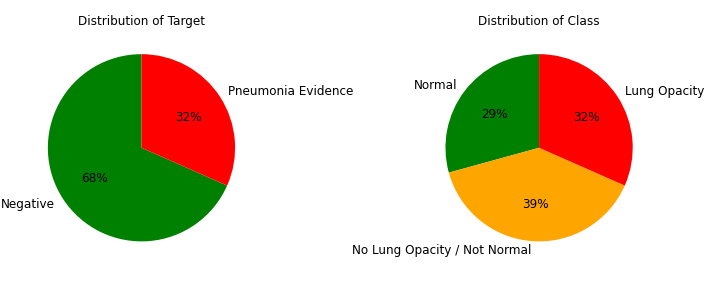 Distribution of Target
Pneumonia Evidence
32%
68%
Negative
Distribution of Class
Normal
Lung Opacity
29%
32%
39%
No Lung Opacity / Not Normal